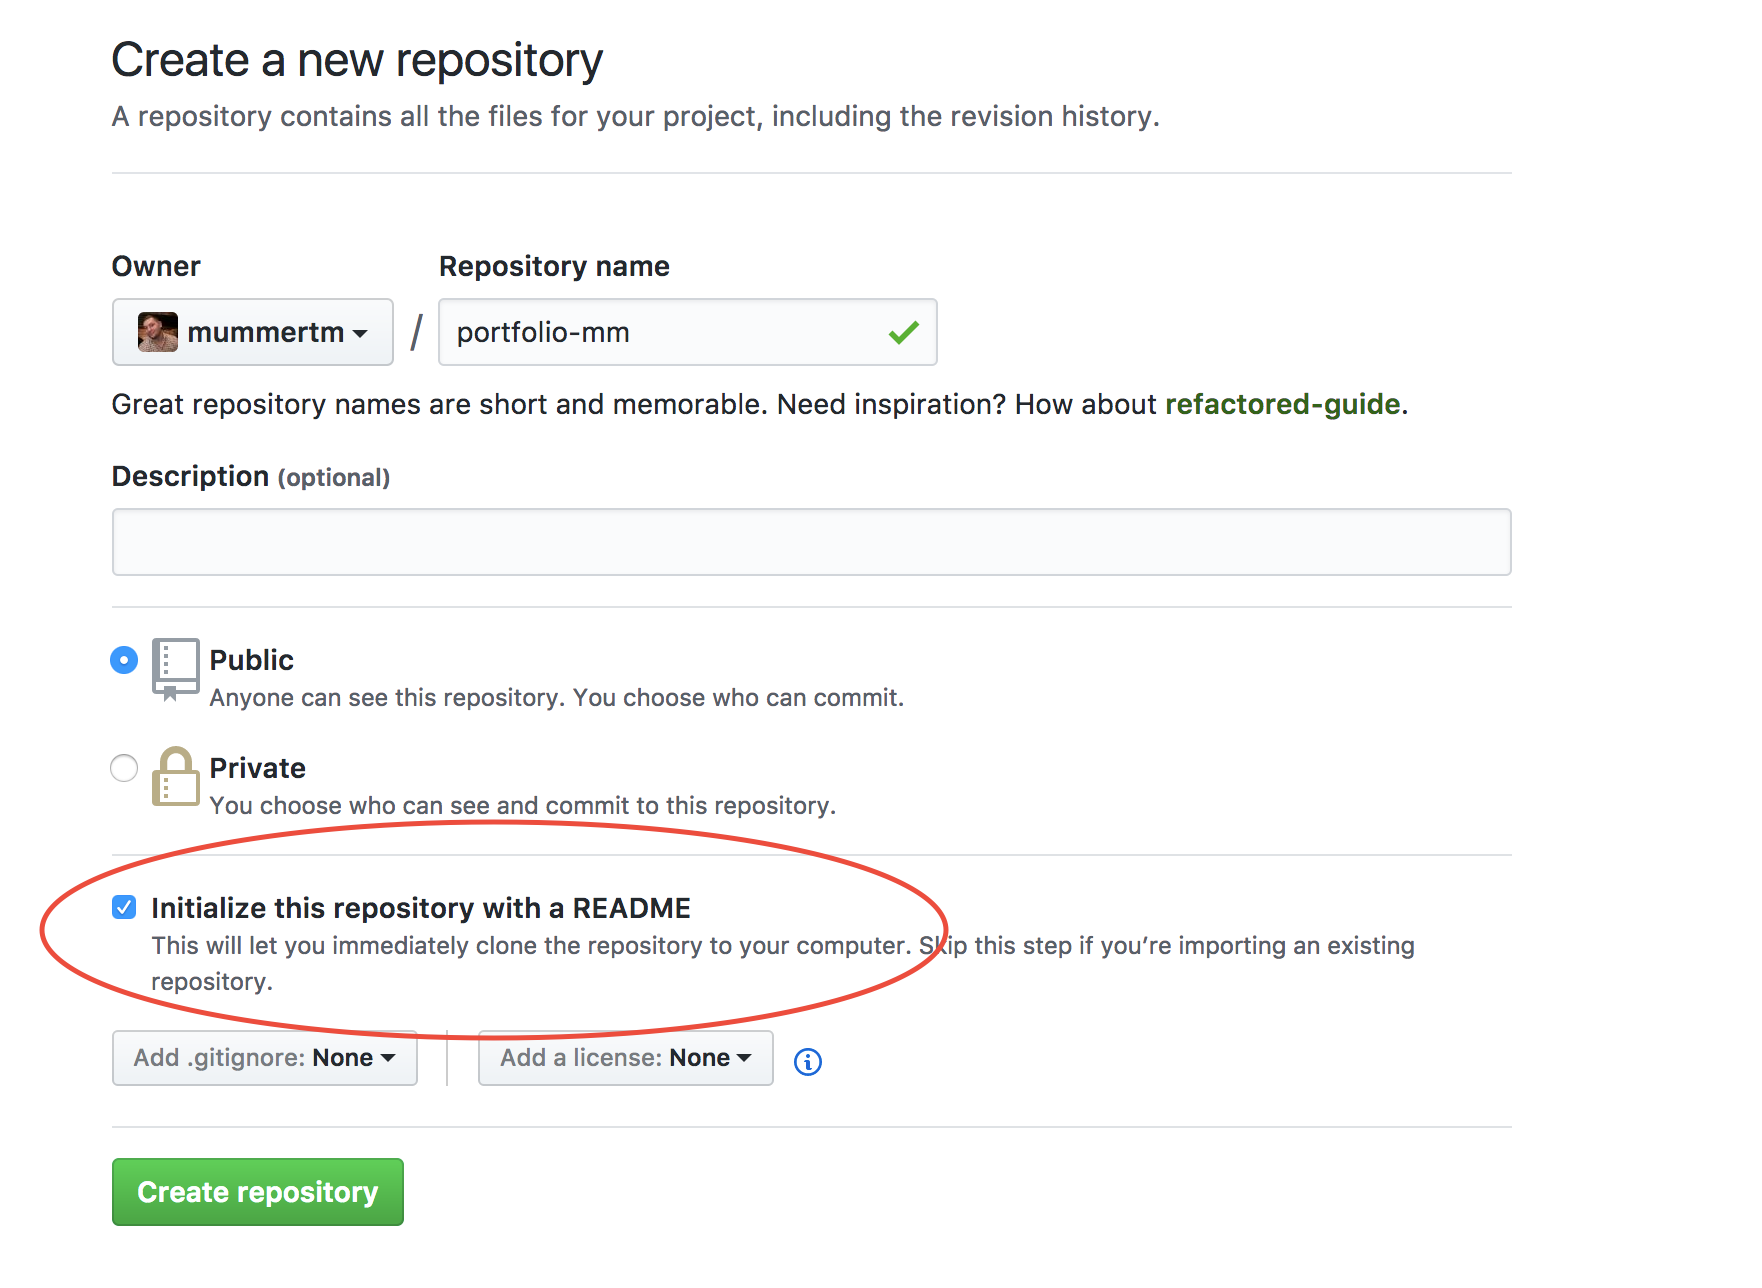 Create a new repository
A repository contains all the files for your project, including the revision history.
Owner
Repository name
mummertm / portfolio-mm
Great repository names are short and memorable. Need inspiration? How about refactored-guide.
Description (optional)
Public
Anyone can see this repository. You choose who can commit.
Private
You choose who can see and commit to this repository.
Initialize this repository with a README
This will let you immediately clone the repository to your computer. Skip this step if you’re importing an existing
repository.
Add .gitignore: None
Add a license: None
Create repository